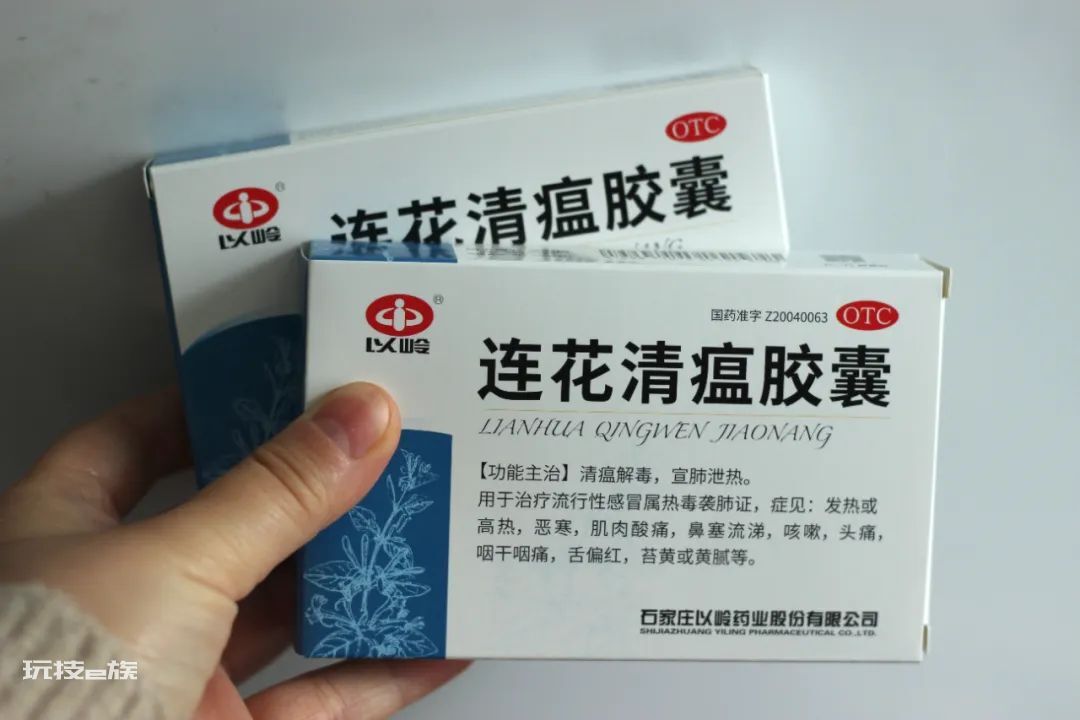 OTC
®
以岭
连花清瘟胶囊
®
以岭
国药准字 Z20040063
OTC
连花清瘟胶囊
LIANHUA QINGWEN JIAONANG
【功能主治】清瘟解毒，宣肺泄热。
用于治疗流行性感冒属热毒袭肺证，症见：发热或
高热，恶寒，肌肉酸痛，鼻塞流涕，咳嗽，头痛，
咽干咽痛，舌偏红，苔黄或黄腻等。
石家庄以岭药业股份有限公司
SHIJIAZHUANG YILING PHARMACEUTICAL CO.,LTD.
玩技e族